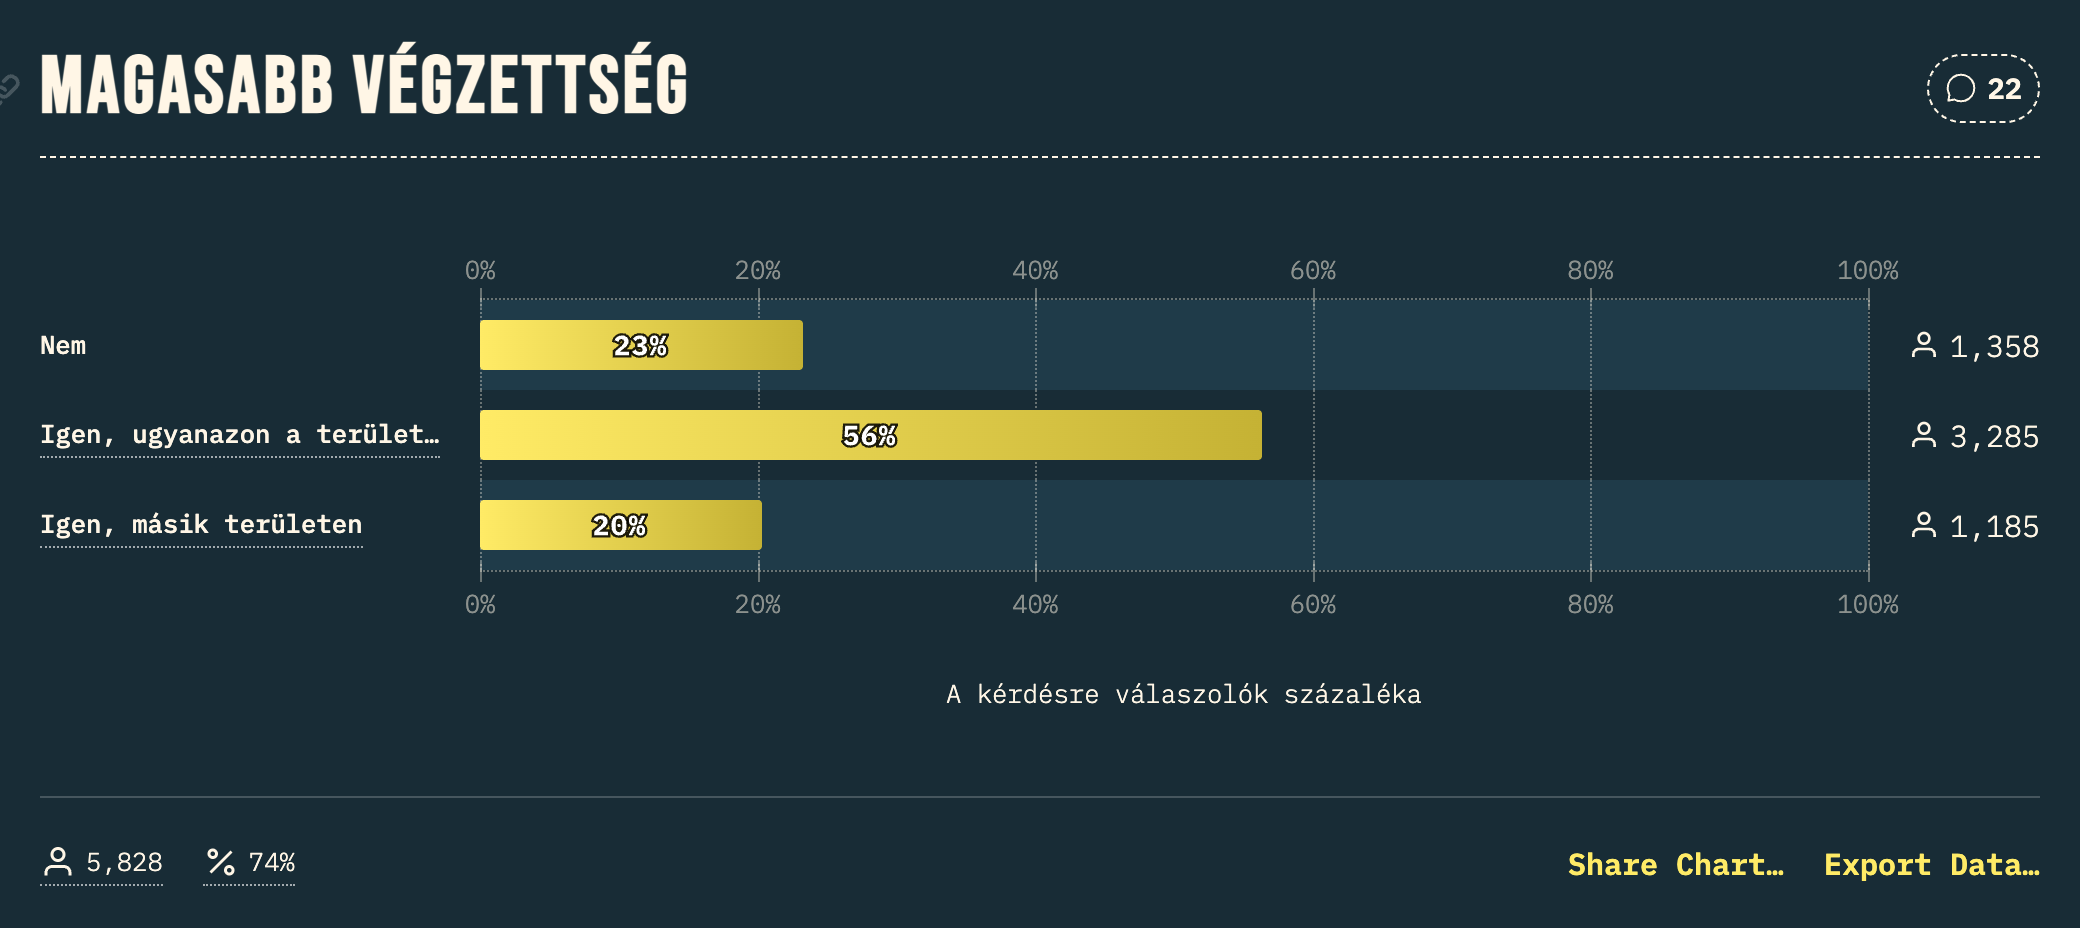 MAGASABB VÉGZETTSÉG
22
0% 20% 40% 60% 80% 100%
Nem 23% 1,358
Igen, ugyanazon a terület… 56% 3,285
Igen, másik területen 20% 1,185
0% 20% 40% 60% 80% 100%
A kérdésre válaszolók százaléka
5,828 74% Share Chart… Export Data…